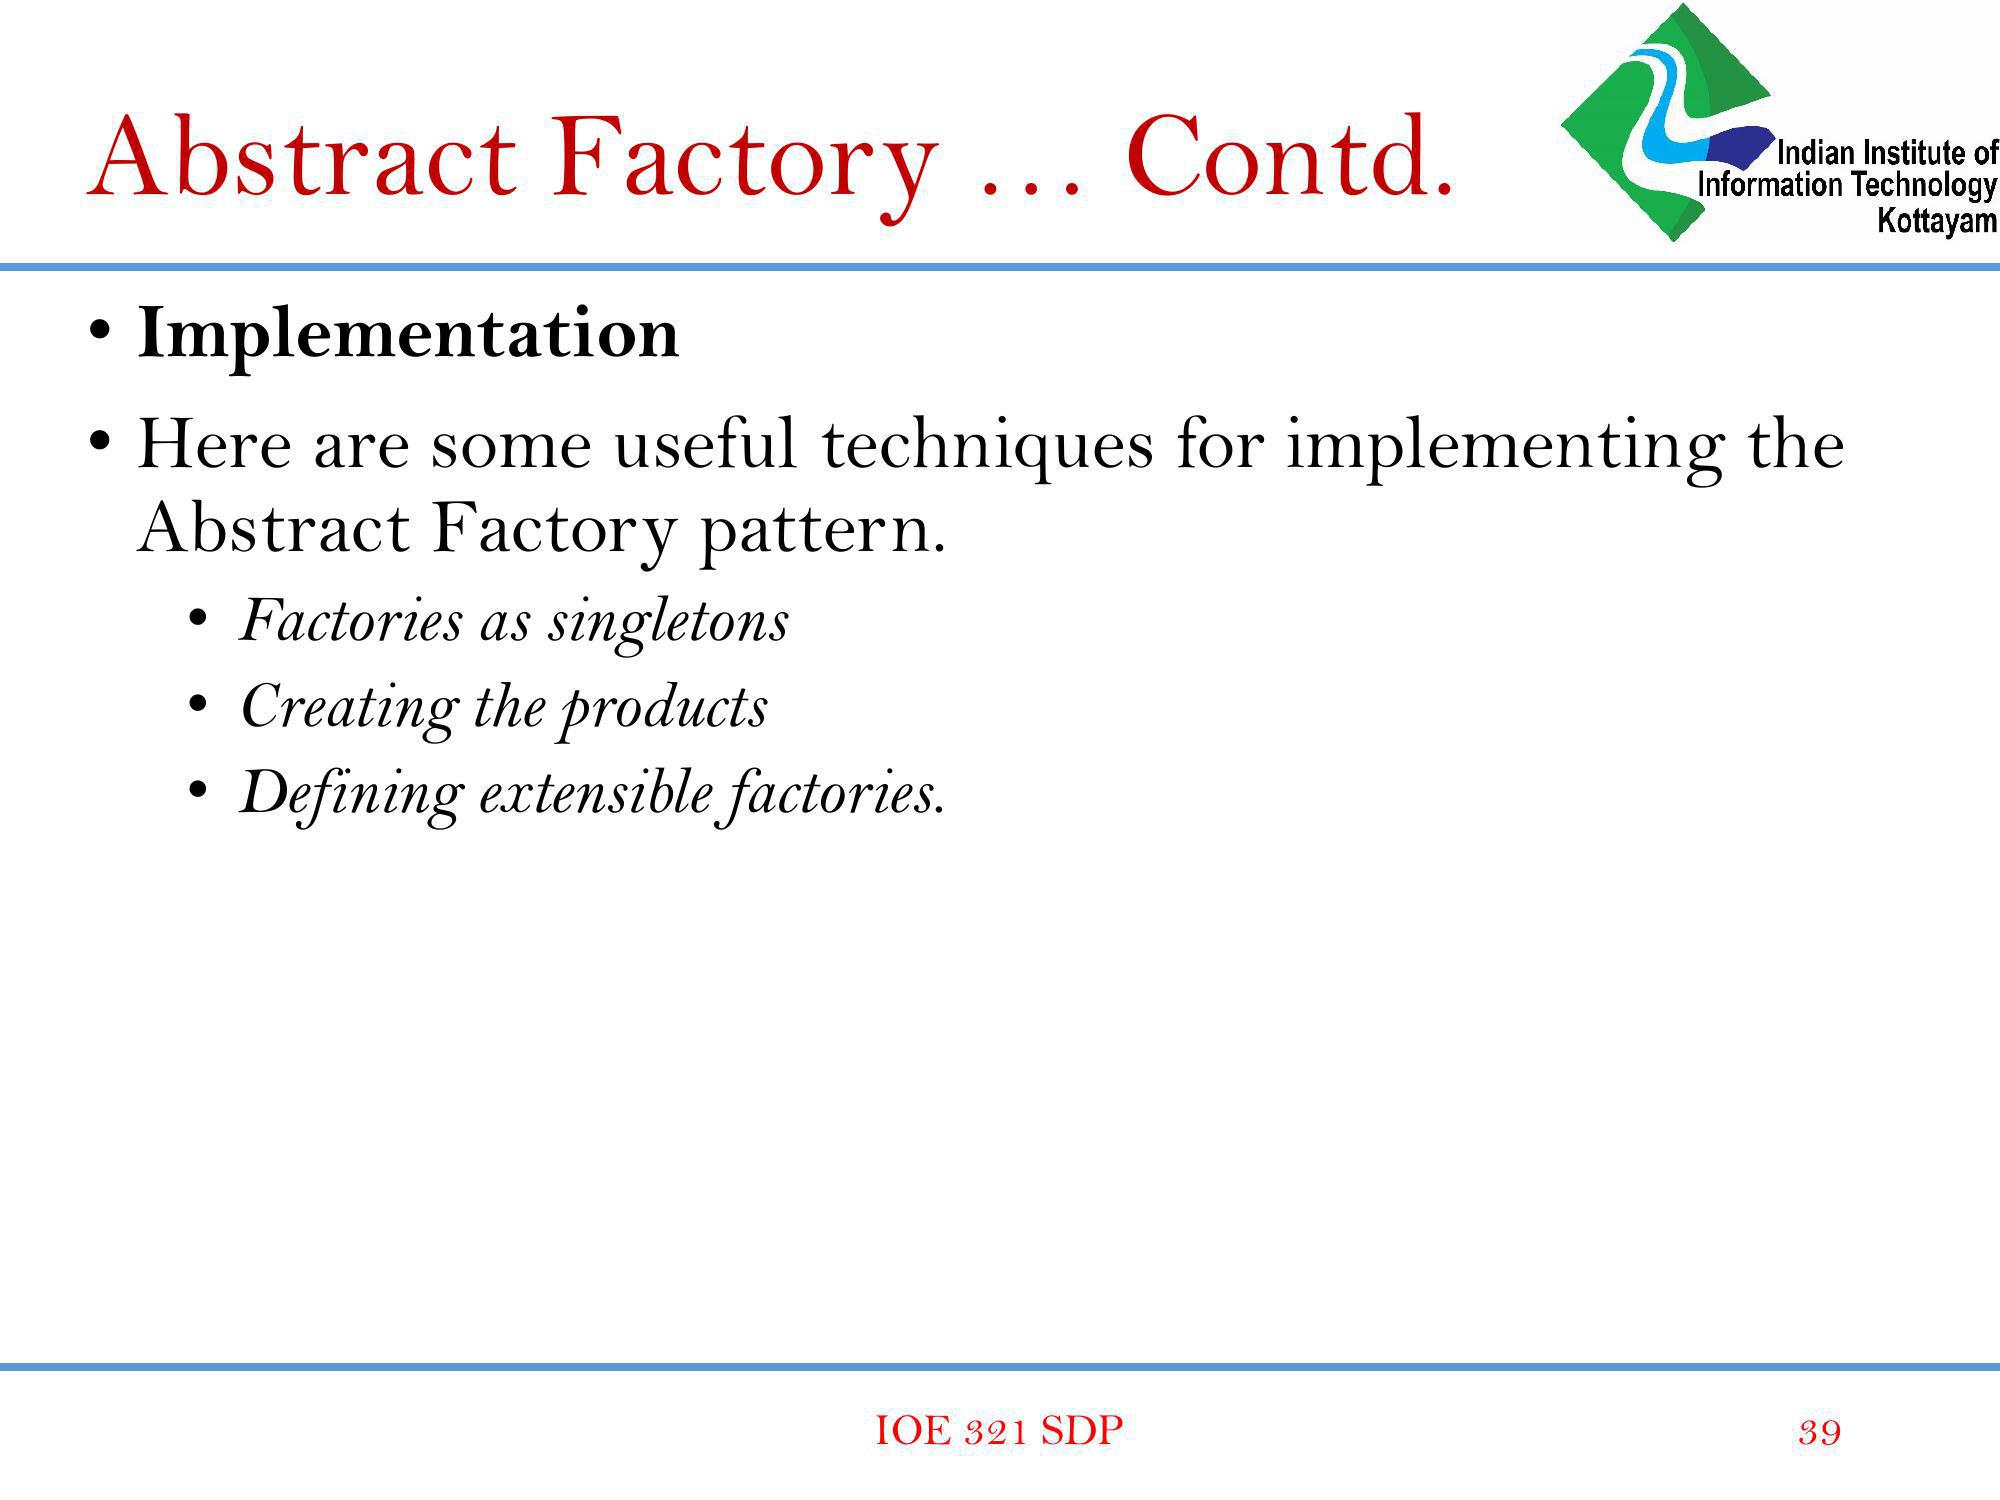 Abstract Factory … Contd.
Indian Institute of
Information Technology
Kottayam
• Implementation
• Here are some useful techniques for implementing the
Abstract Factory pattern.
• Factories as singletons
• Creating the products
• Defining extensible factories.
IOE 321 SDP
39